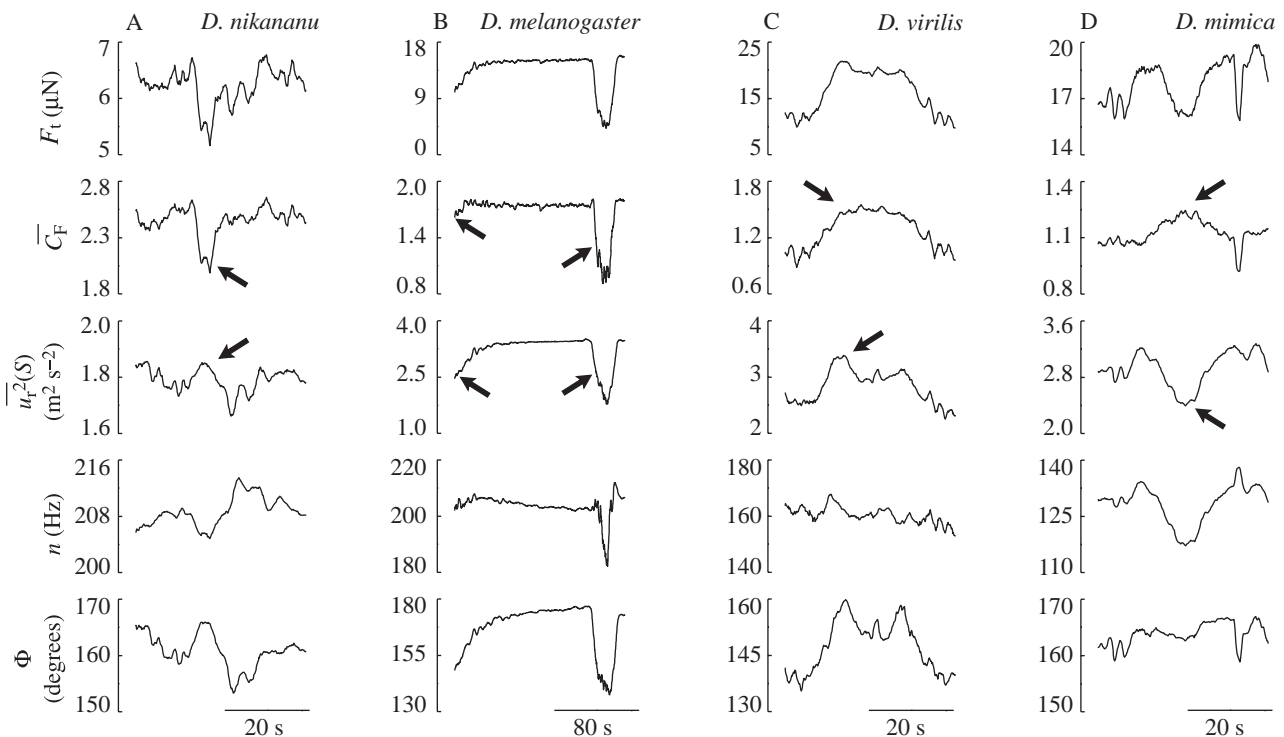 A D. nikananu B D. melanogaster C D. virilis D D. mimica
Ft (μN)
7 18 25 20
6 9 15 17
5 0 5 14
CF
2.8 2.0 1.8 1.4
2.3 1.4 1.2 1.1
1.8 0.8 0.6 0.8
ur2(S)
(m2 s–2)
2.0 4.0 4 3.6
1.8 2.5 3 2.8
1.6 1.0 2 2.0
n (Hz)
216 220 180 140
208 200 160 125
200 180 140 110
Φ
(degrees)
170 180 160 170
160 155 145 160
150 130 130 150
20 s 80 s 20 s 20 s